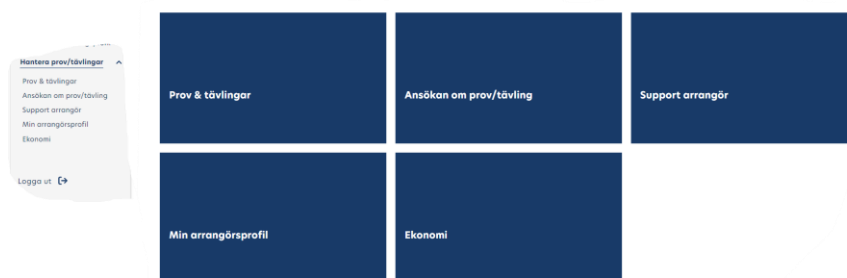 Hantera prov/tävlingar
Prov & tävlingar
Ansökan om prov/tävling
Support arrangör
Min arrangörsprofil
Ekonomi
Logga ut
Prov & tävlingar
Ansökan om prov/tävling
Support arrangör
Min arrangörsprofil
Ekonomi